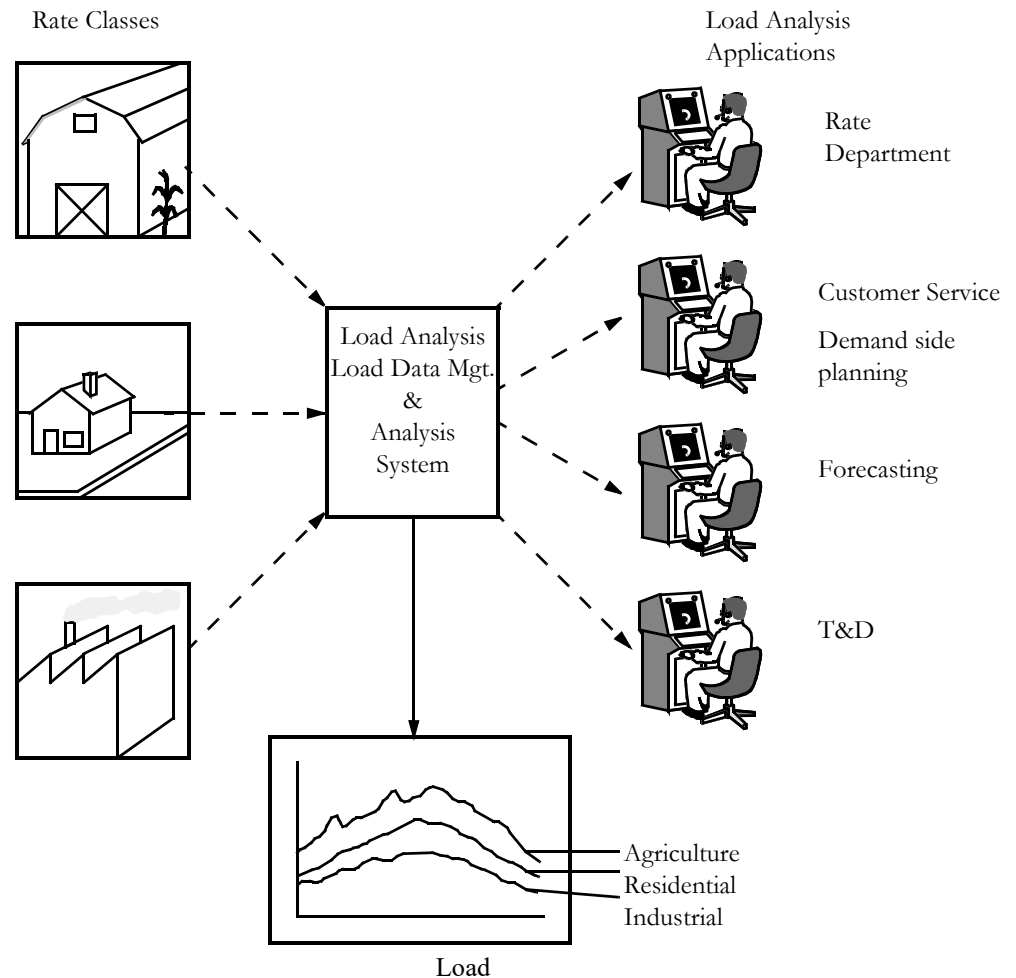 Rate Classes
Load Analysis
Applications
Rate
Department
Customer Service
Demand side
planning
Forecasting
T&D
Load Analysis
Load Data Mgt.
&
Analysis
System
Agriculture
Residential
Industrial
Load